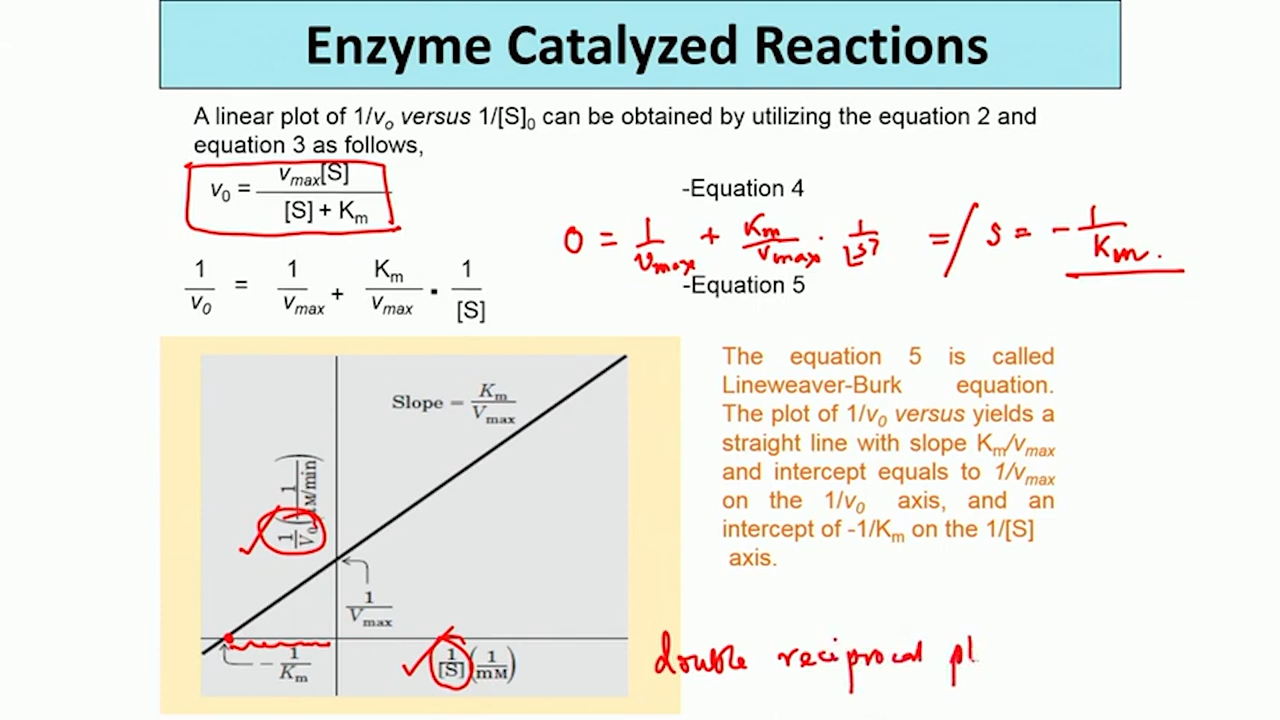 Enzyme Catalyzed Reactions
A linear plot of 1/v₀ versus 1/[S]₀ can be obtained by utilizing the equation 2 and
equation 3 as follows,
v₀ = vmax[S] / [S] + Km
-Equation 4
0 = 1/vmax + Km/vmax · 1/[S] = 1/S = - 1/Km.
1/v₀ = 1/vmax + Km/vmax · 1/[S]
-Equation 5
Slope = Km/Vmax
1/V₀ (1/mM/min)
1/Vmax
- 1/Km
1/[S] (1/mM)
The equation 5 is called
Lineweaver-Burk equation.
The plot of 1/v₀ versus yields a
straight line with slope Km/vmax
and intercept equals to 1/vmax
on the 1/v₀ axis, and an
intercept of -1/Km on the 1/[S]
axis.
double reciprocal pl